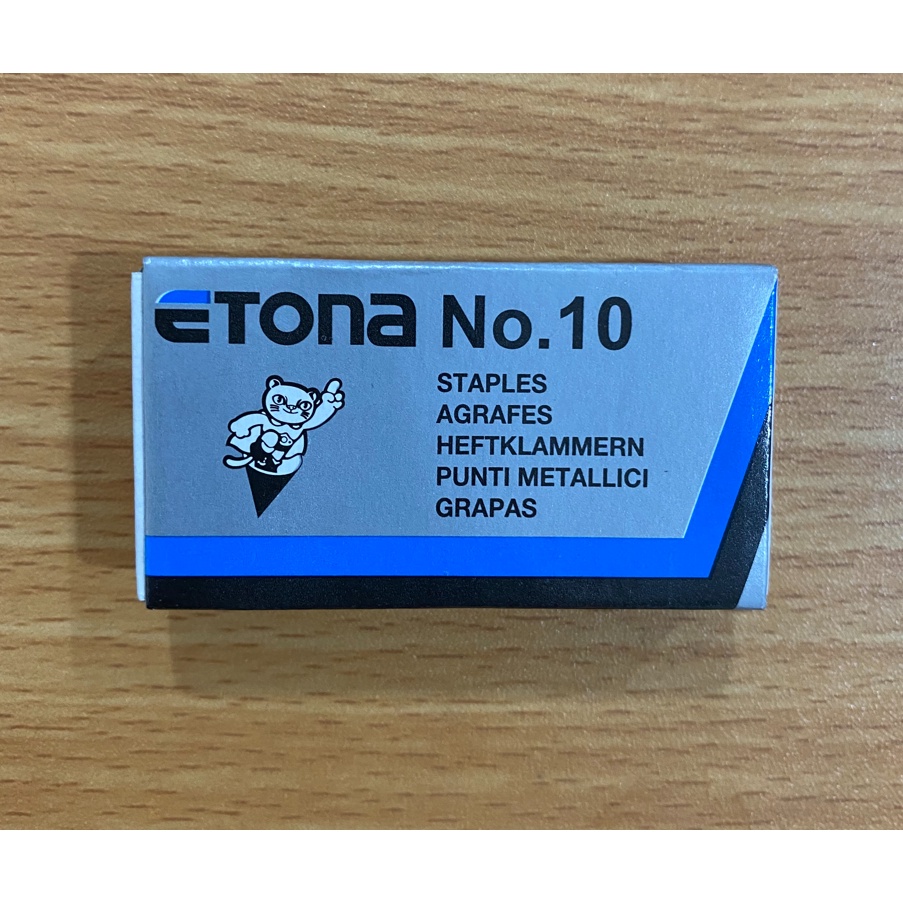 ETONA No.10
STAPLES
AGRAFES
HEFTKLAMMERN
PUNTI METALLICI
GRAPAS